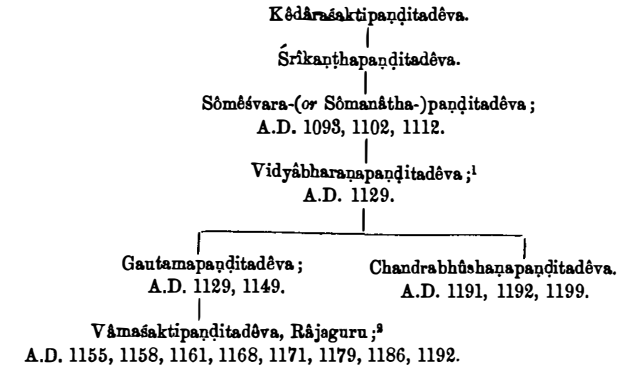 Kêdâraśaktipaṇḍitadêva.
Śrîkaṇṭhapaṇḍitadêva.
Sômêśvara-(or Sômanâtha-)paṇḍitadêva;
A.D. 1093, 1102, 1112.
Vidyâbharaṇapaṇḍitadêva;¹
A.D. 1129.
Gautamapaṇḍitadêva;
A.D. 1129, 1149.
Chandrabhûshaṇapaṇḍitadêva.
A.D. 1191, 1192, 1199.
Vâmaśaktipaṇḍitadêva, Râjaguru;²
A.D. 1155, 1158, 1161, 1168, 1171, 1179, 1186, 1192.